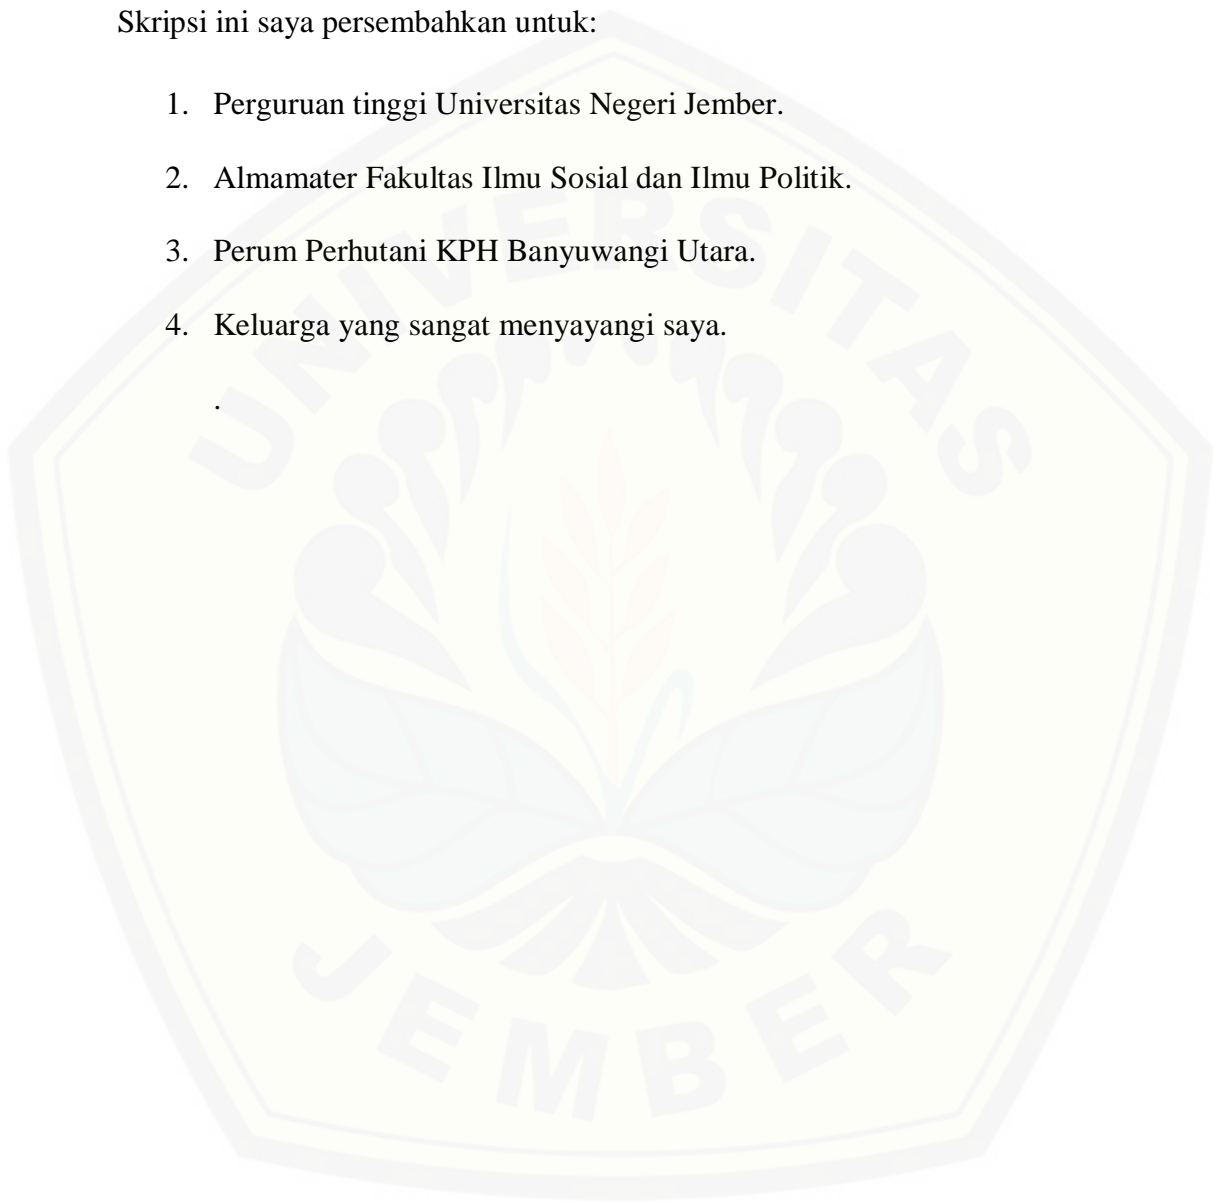 Skripsi ini saya persembahkan untuk:
1. Perguruan tinggi Universitas Negeri Jember.
2. Almamater Fakultas Ilmu Sosial dan Ilmu Politik.
3. Perum Perhutani KPH Banyuwangi Utara.
4. Keluarga yang sangat menyayangi saya.
.
UNIVERSITAS
JEMBER